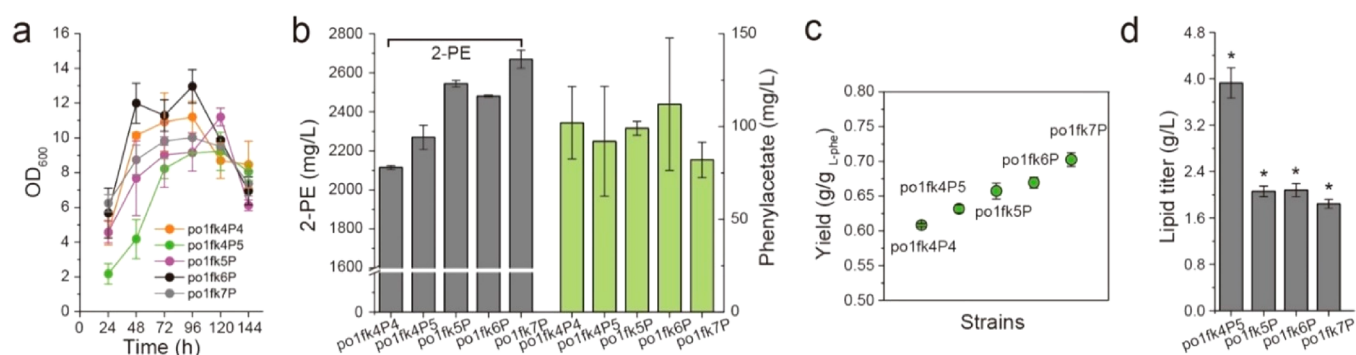 a
16
14
12
10
8
6
4
2
0
OD600
0 24 48 72 96 120 144
Time (h)
po1fk4P4
po1fk4P5
po1fk5P
po1fk6P
po1fk7P
b
2800
2600
2400
2200
2000
1800
1600
0
2-PE (mg/L)
2-PE
150
100
50
0
Phenylacetate (mg/L)
po1fk4P4 po1fk4P5 po1fk5P po1fk6P po1fk7P po1fk4P4 po1fk4P5 po1fk5P po1fk6P po1fk7P
c
0.80
0.75
0.70
0.65
0.60
0.55
0.50
Yield (g/g L-phe)
po1fk7P
po1fk6P
po1fk4P5
po1fk5P
po1fk4P4
Strains
d
4.8
4.0
3.2
2.4
1.6
0.8
0.0
Lipid titer (g/L)
* * * *
po1fk4P5 po1fk5P po1fk6P po1fk7P